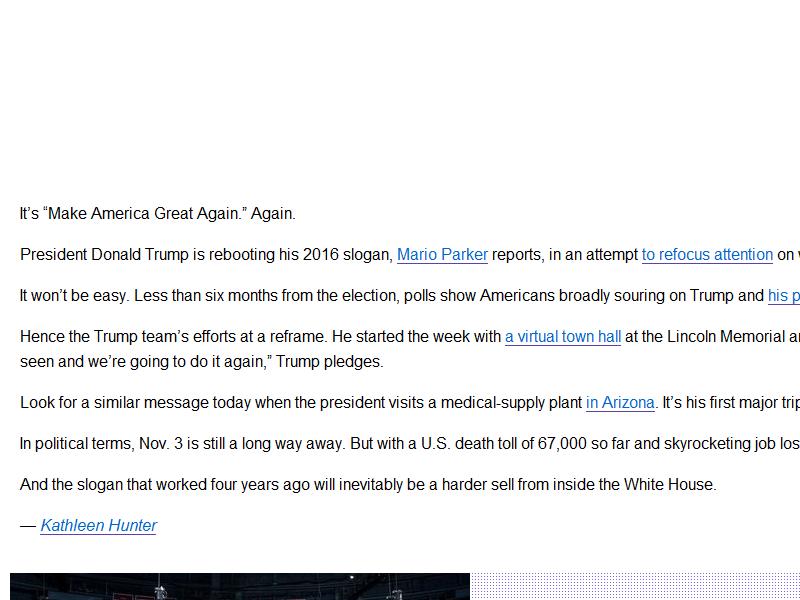 It’s “Make America Great Again.” Again.
President Donald Trump is rebooting his 2016 slogan, Mario Parker reports, in an attempt to refocus attention on
It won’t be easy. Less than six months from the election, polls show Americans broadly souring on Trump and his
Hence the Trump team’s efforts at a reframe. He started the week with a virtual town hall at the Lincoln Memorial
seen and we’re going to do it again,” Trump pledges.
Look for a similar message today when the president visits a medical-supply plant in Arizona. It’s his first major
In political terms, Nov. 3 is still a long way away. But with a U.S. death toll of 67,000 so far and skyrocketing job
And the slogan that worked four years ago will inevitably be a harder sell from inside the White House.
— Kathleen Hunter